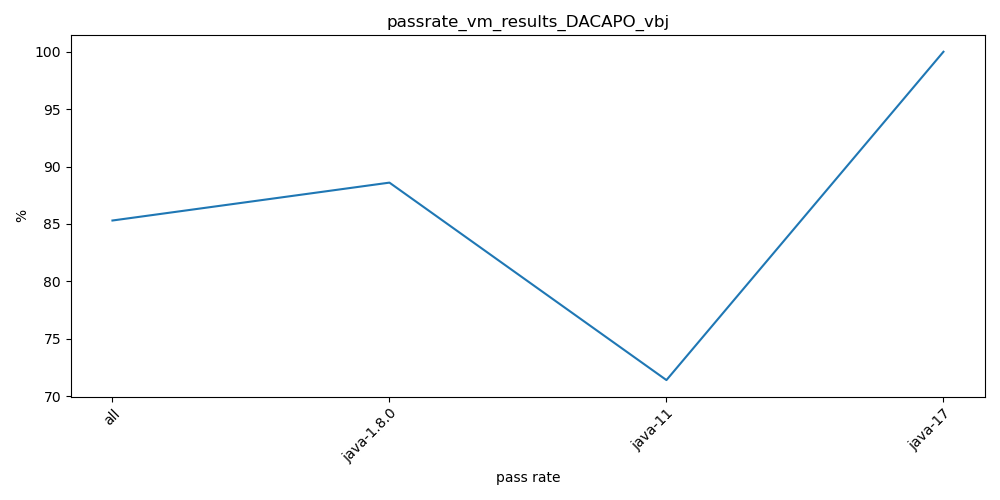 passrate_vm_results_DACAPO_vbj
100
95
90
85
80
75
70
%
all
java-1.8.0
java-11
java-17
pass rate